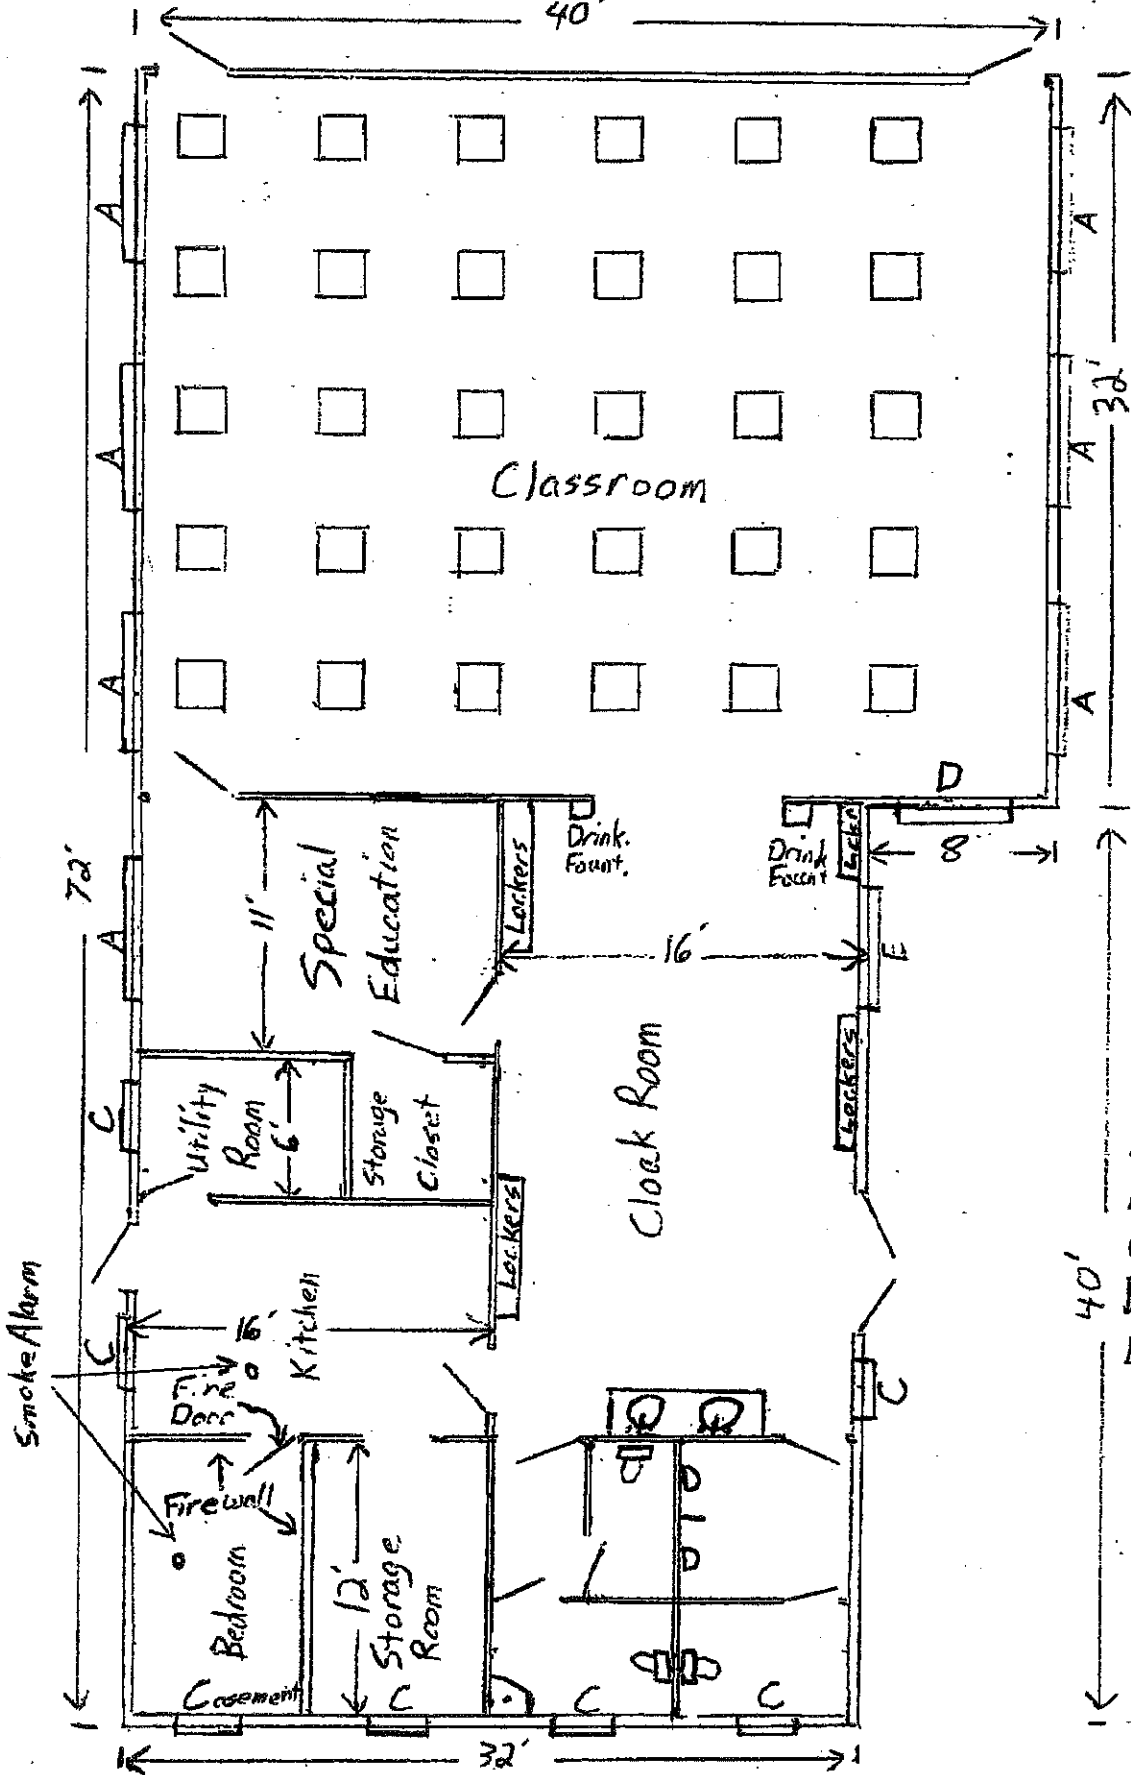 40'
A
A
A
A
A
32'
Classroom
A
A
D
72'
11'
Special
Education
Lockers
Drink.
Fount.
Drink
Fount
8'
A
16'
E
C
Utility
Room
6'
Storage
Closet
Lockers
Cloak Room
Lockers
40'
Smoke Alarm
C
16'
Kitchen
Fire
Door
C
Firewall
Bedroom
12'
Storage
Room
Casement
C
C
C
32'